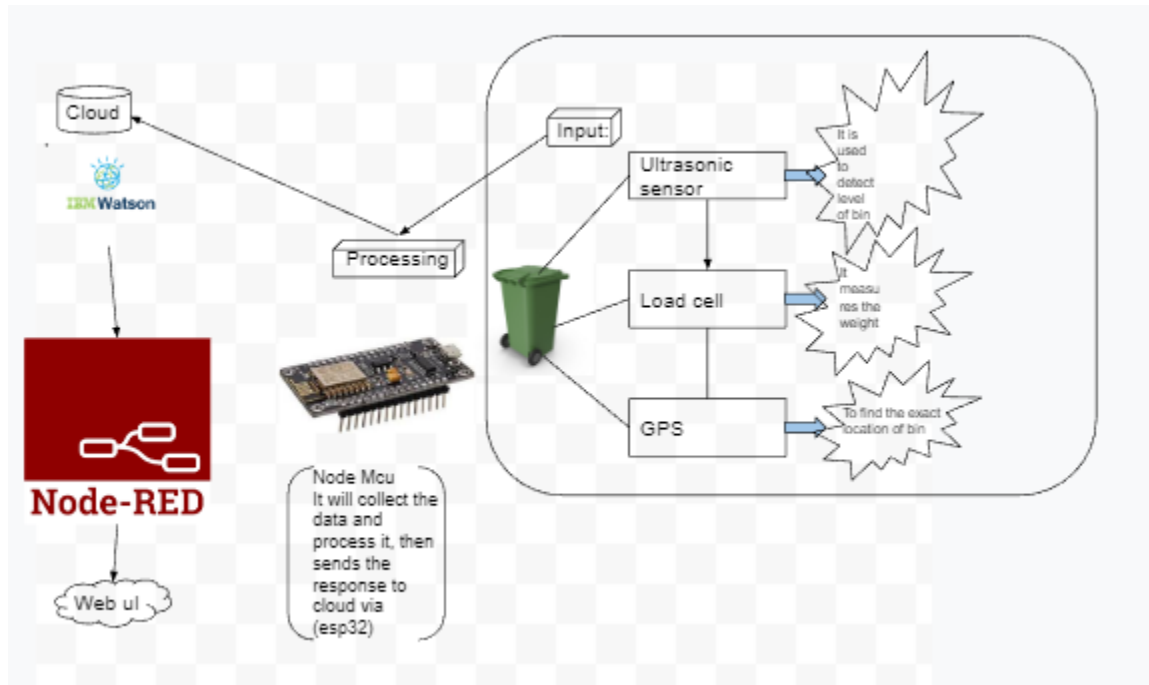 Cloud
IBM Watson
Node-RED
Web uI
Processing
Node Mcu
It will collect the
data and
process it, then
sends the
response to
cloud via
(esp32)
Input:
Ultrasonic
sensor
It is
used
to
detect
level
of bin
Load cell
It
measu
res the
weight
GPS
To find the exact
location of bin